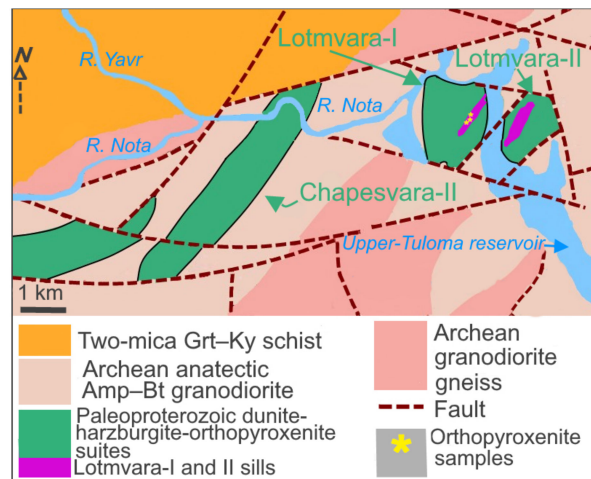 Lotmvara-I
N
R. Yavr
Lotmvara-II
R. Nota
R. Nota
Chapesvara-II
Upper-Tuloma reservoir
1 km
Two-mica Grt–Ky schist
Archean anatectic
Amp–Bt granodiorite
Paleoproterozoic dunite-
harzburgite-orthopyroxenite
suites
Lotmvara-I and II sills
Archean
granodiorite
gneiss
Fault
Orthopyroxenite
samples